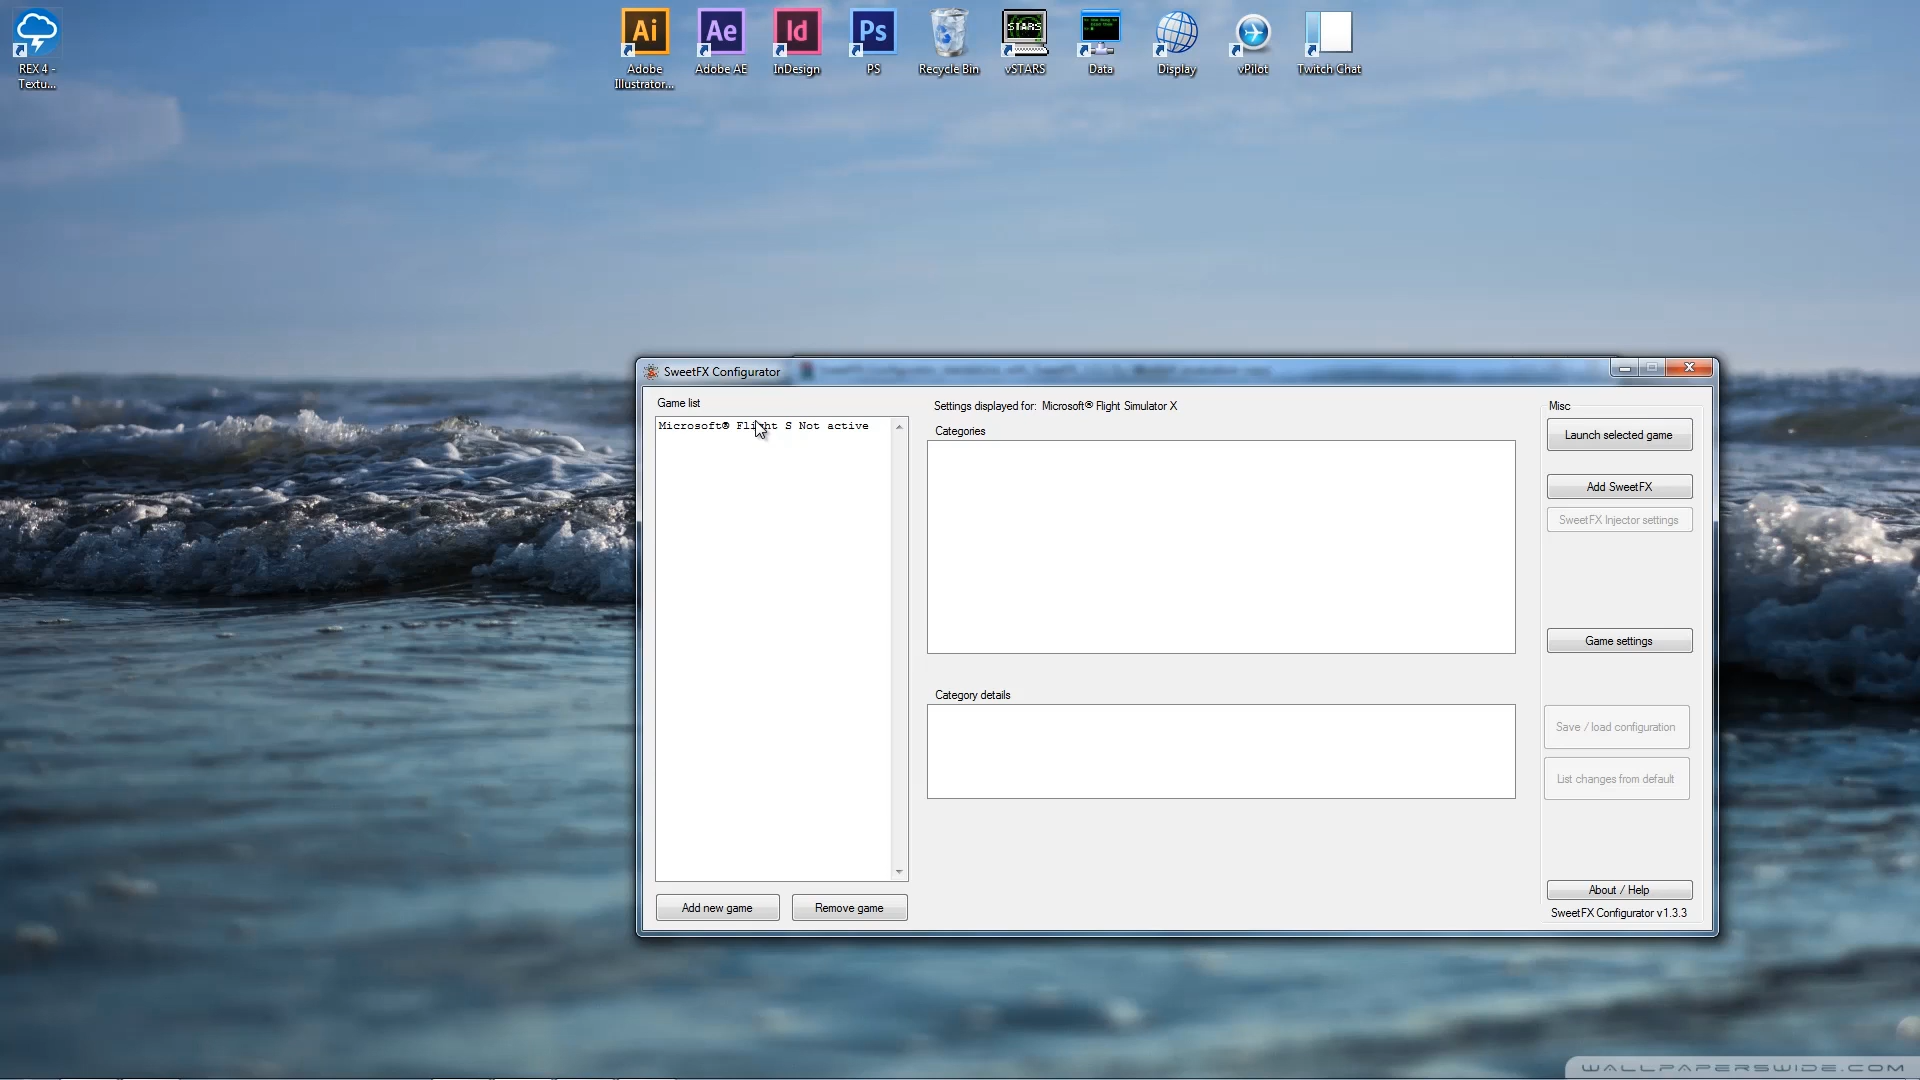 Ai
Ae
Id
Ps
STARS
REX 4 -
Textu...
Adobe
Illustrator...
Adobe AE
InDesign
PS
Recycle Bin
vSTARS
Data
Display
vPilot
Twitch Chat
SweetFX Configurator
Game list
Microsoft® Flight S Not active
Add new game
Remove game
Settings displayed for: Microsoft® Flight Simulator X
Categories
Category details
Misc
Launch selected game
Add SweetFX
SweetFX Injector settings
Game settings
Save / load configuration
List changes from default
About / Help
SweetFX Configurator v1.3.3
WALLPAPERSWIDE.COM